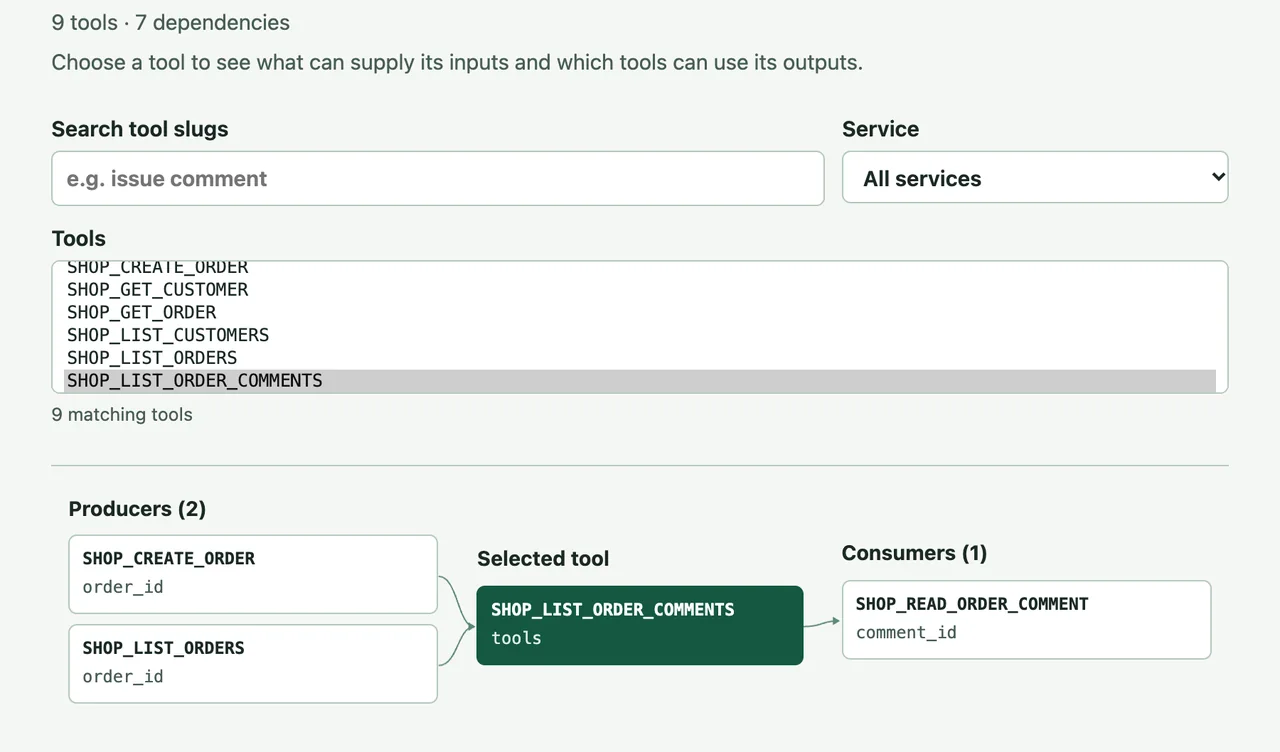 9 tools · 7 dependencies
Choose a tool to see what can supply its inputs and which tools can use its outputs.
Search tool slugs
Service
e.g. issue comment
All services
Tools
SHOP_CREATE_ORDER
SHOP_GET_CUSTOMER
SHOP_GET_ORDER
SHOP_LIST_CUSTOMERS
SHOP_LIST_ORDERS
SHOP_LIST_ORDER_COMMENTS
9 matching tools
Producers (2)
SHOP_CREATE_ORDER
order_id
SHOP_LIST_ORDERS
order_id
Selected tool
SHOP_LIST_ORDER_COMMENTS
tools
Consumers (1)
SHOP_READ_ORDER_COMMENT
comment_id